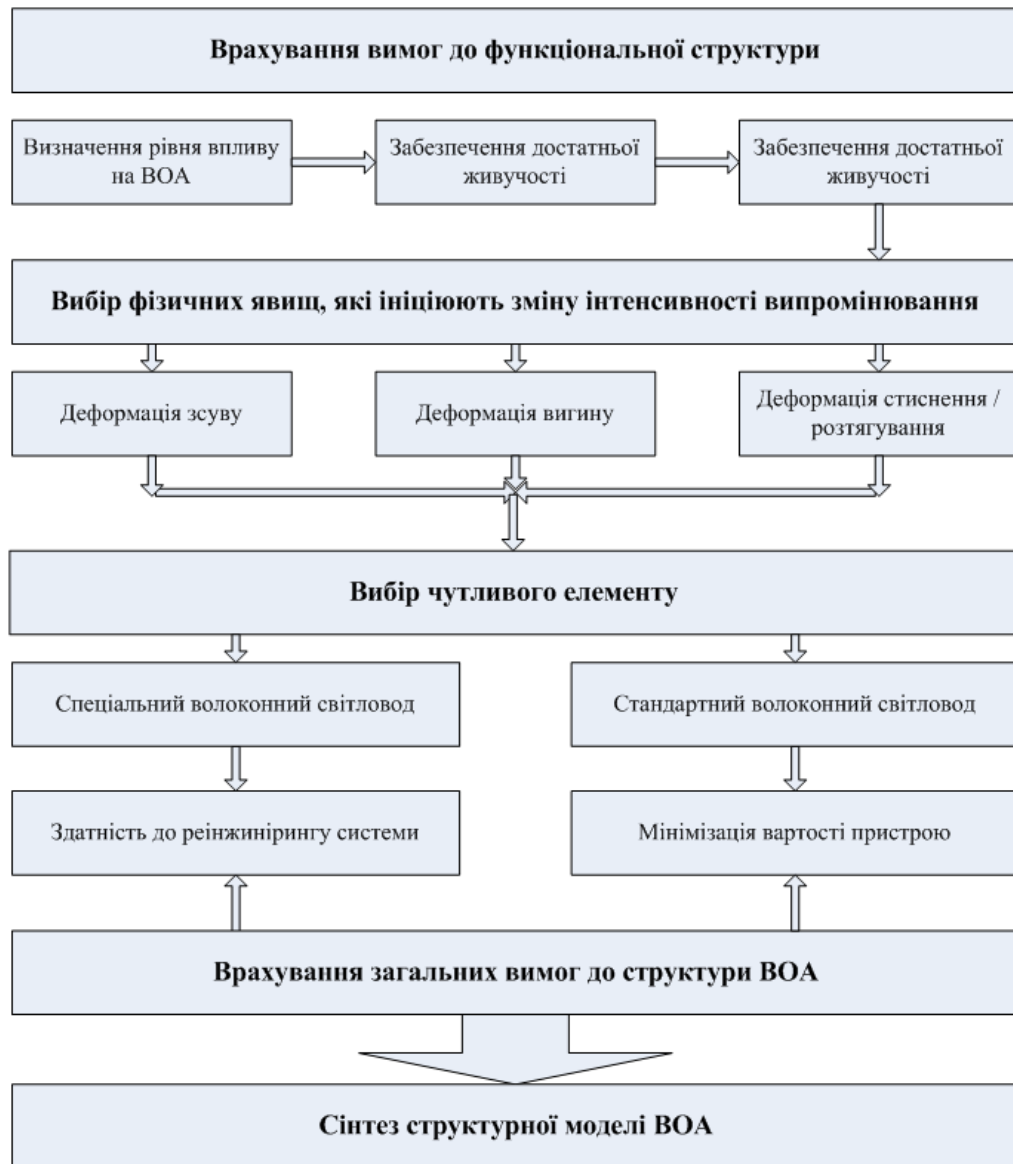 Врахування вимог до функціональної структури
Визначення рівня впливу
на ВОА
Забезпечення достатньої
живучості
Забезпечення достатньої
живучості
Вибір фізичних явищ, які ініціюють зміну інтенсивності випромінювання
Деформація зсуву
Деформація вигину
Деформація стиснення /
розтягування
Вибір чутливого елементу
Спеціальний волоконний світловод
Стандартний волоконний світловод
Здатність до реінжинірингу системи
Мінімізація вартості пристрою
Врахування загальних вимог до структури ВОА
Сінтез структурної моделі ВОА